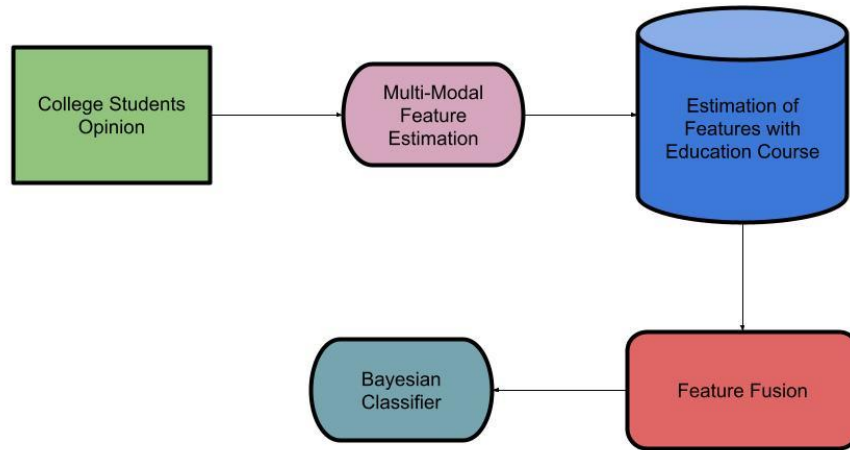 College Students
Opinion
Multi-Modal
Feature
Estimation
Estimation of
Features with
Education Course
Bayesian
Classifier
Feature Fusion